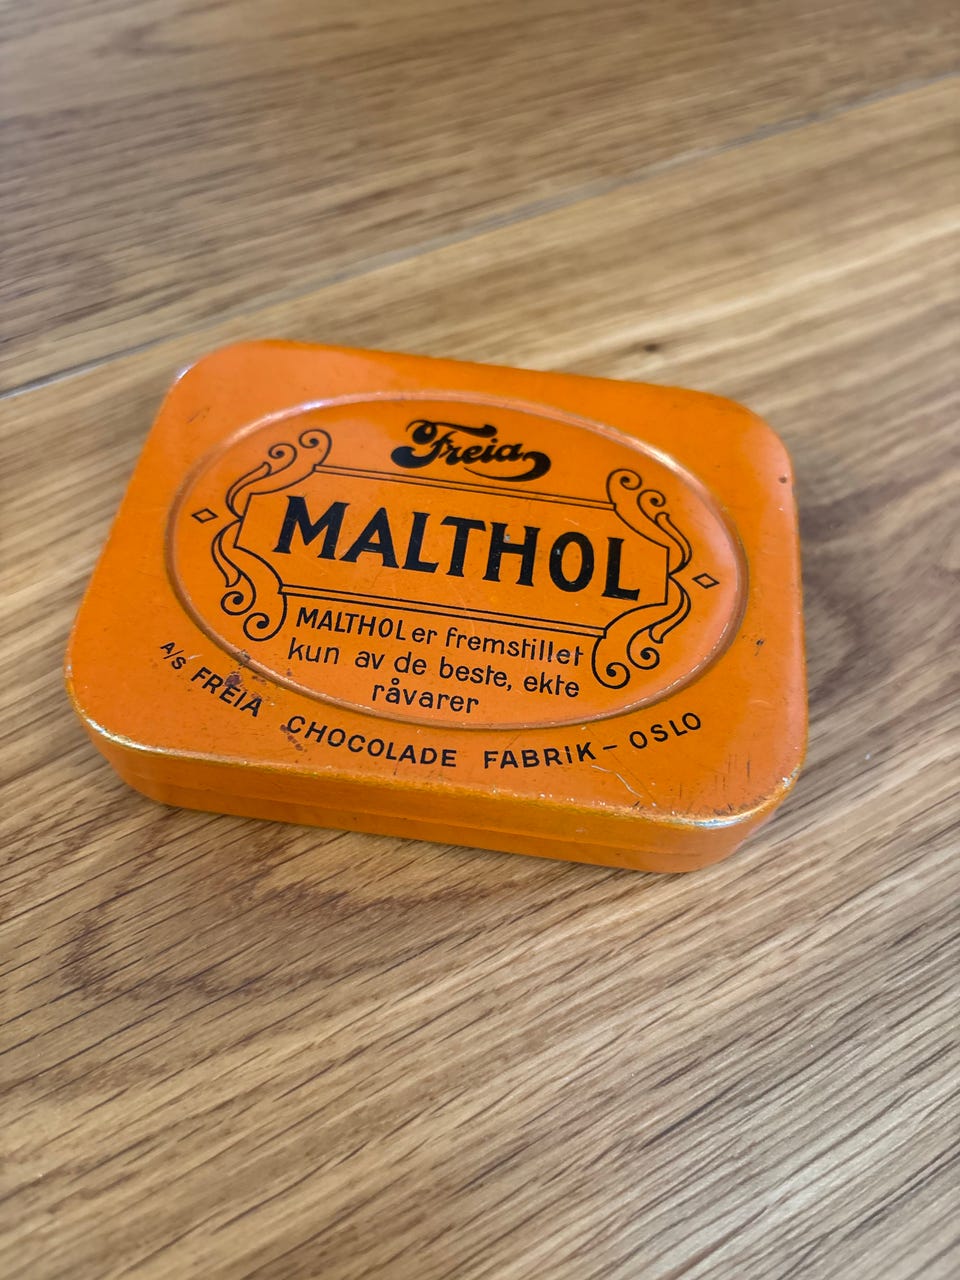 Freia
MALTHOL
MALTHOL er fremstillet
kun av de beste, ekte
råvarer
A/S FREIA CHOCOLADE FABRIK – OSLO